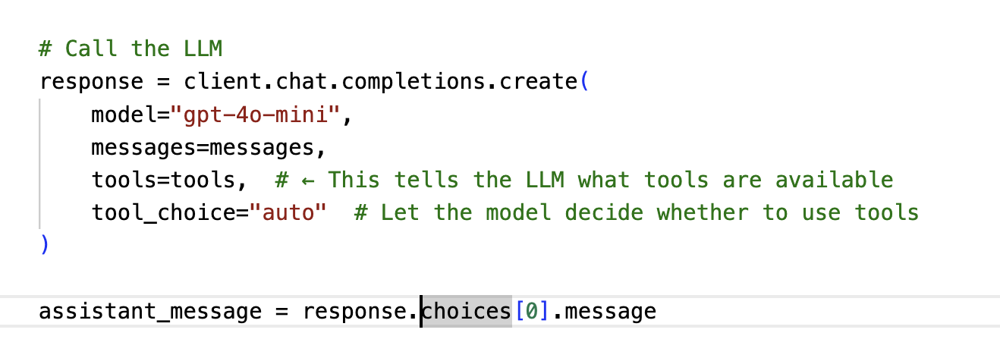 # Call the LLM
response = client.chat.completions.create(
    model="gpt-4o-mini",
    messages=messages,
    tools=tools,  # ← This tells the LLM what tools are available
    tool_choice="auto"  # Let the model decide whether to use tools
)
assistant_message = response.choices[0].message